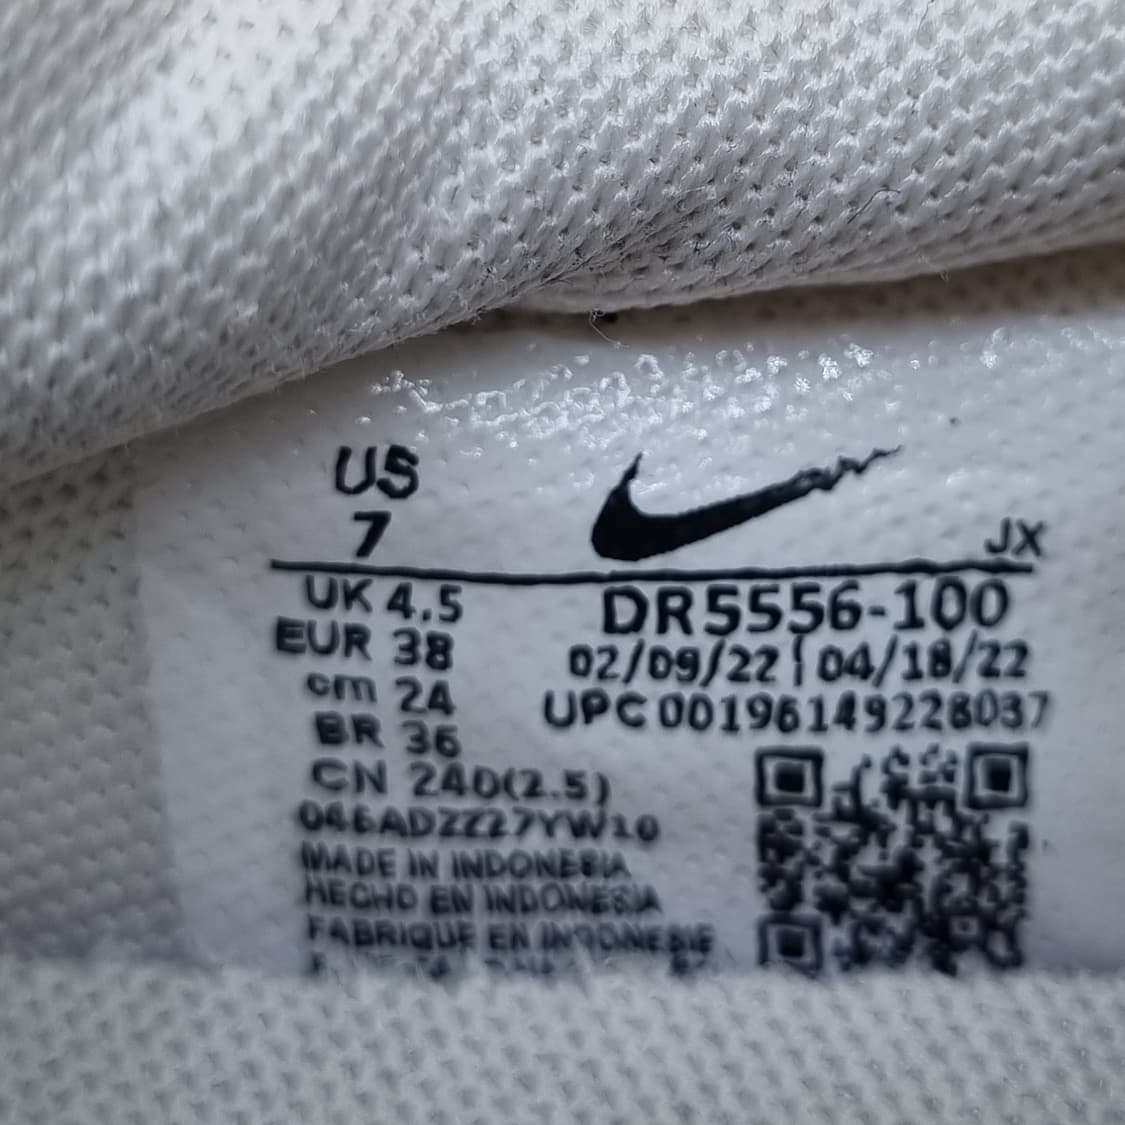 US
7
JX
UK 4.5
DR5556-100
EUR 38
02/09/22 | 04/18/22
cm 24
UPC 00196149228037
BR 36
CN 240(2.5)
MADE IN INDONESIA
HECHO EN INDONESIA
FABRIQUE EN INDONESIE